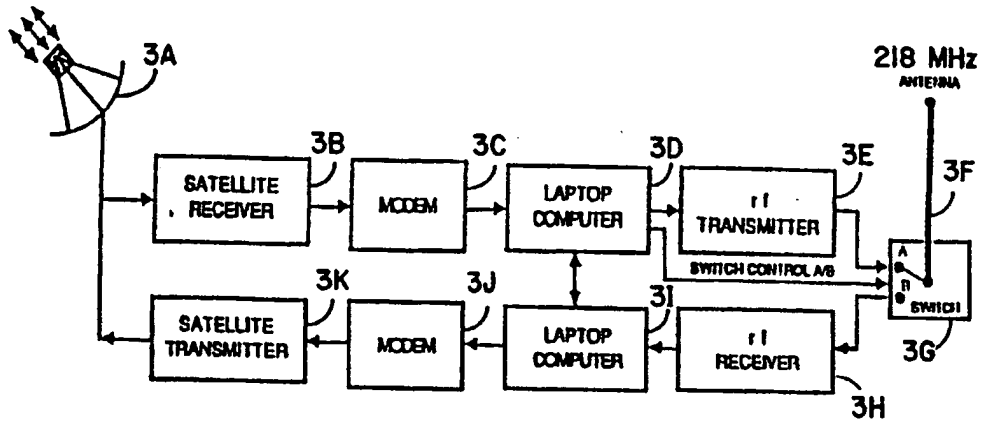 3A
218 MHz
ANTENNA
3B
3C
3D
3E
3F
SATELLITE
RECEIVER
MODEM
LAPTOP
COMPUTER
rf
TRANSMITTER
A
SWITCH CONTROL A/B
B
SWITCH
3K
3J
3I
3G
SATELLITE
TRANSMITTER
MODEM
LAPTOP
COMPUTER
rf
RECEIVER
3H